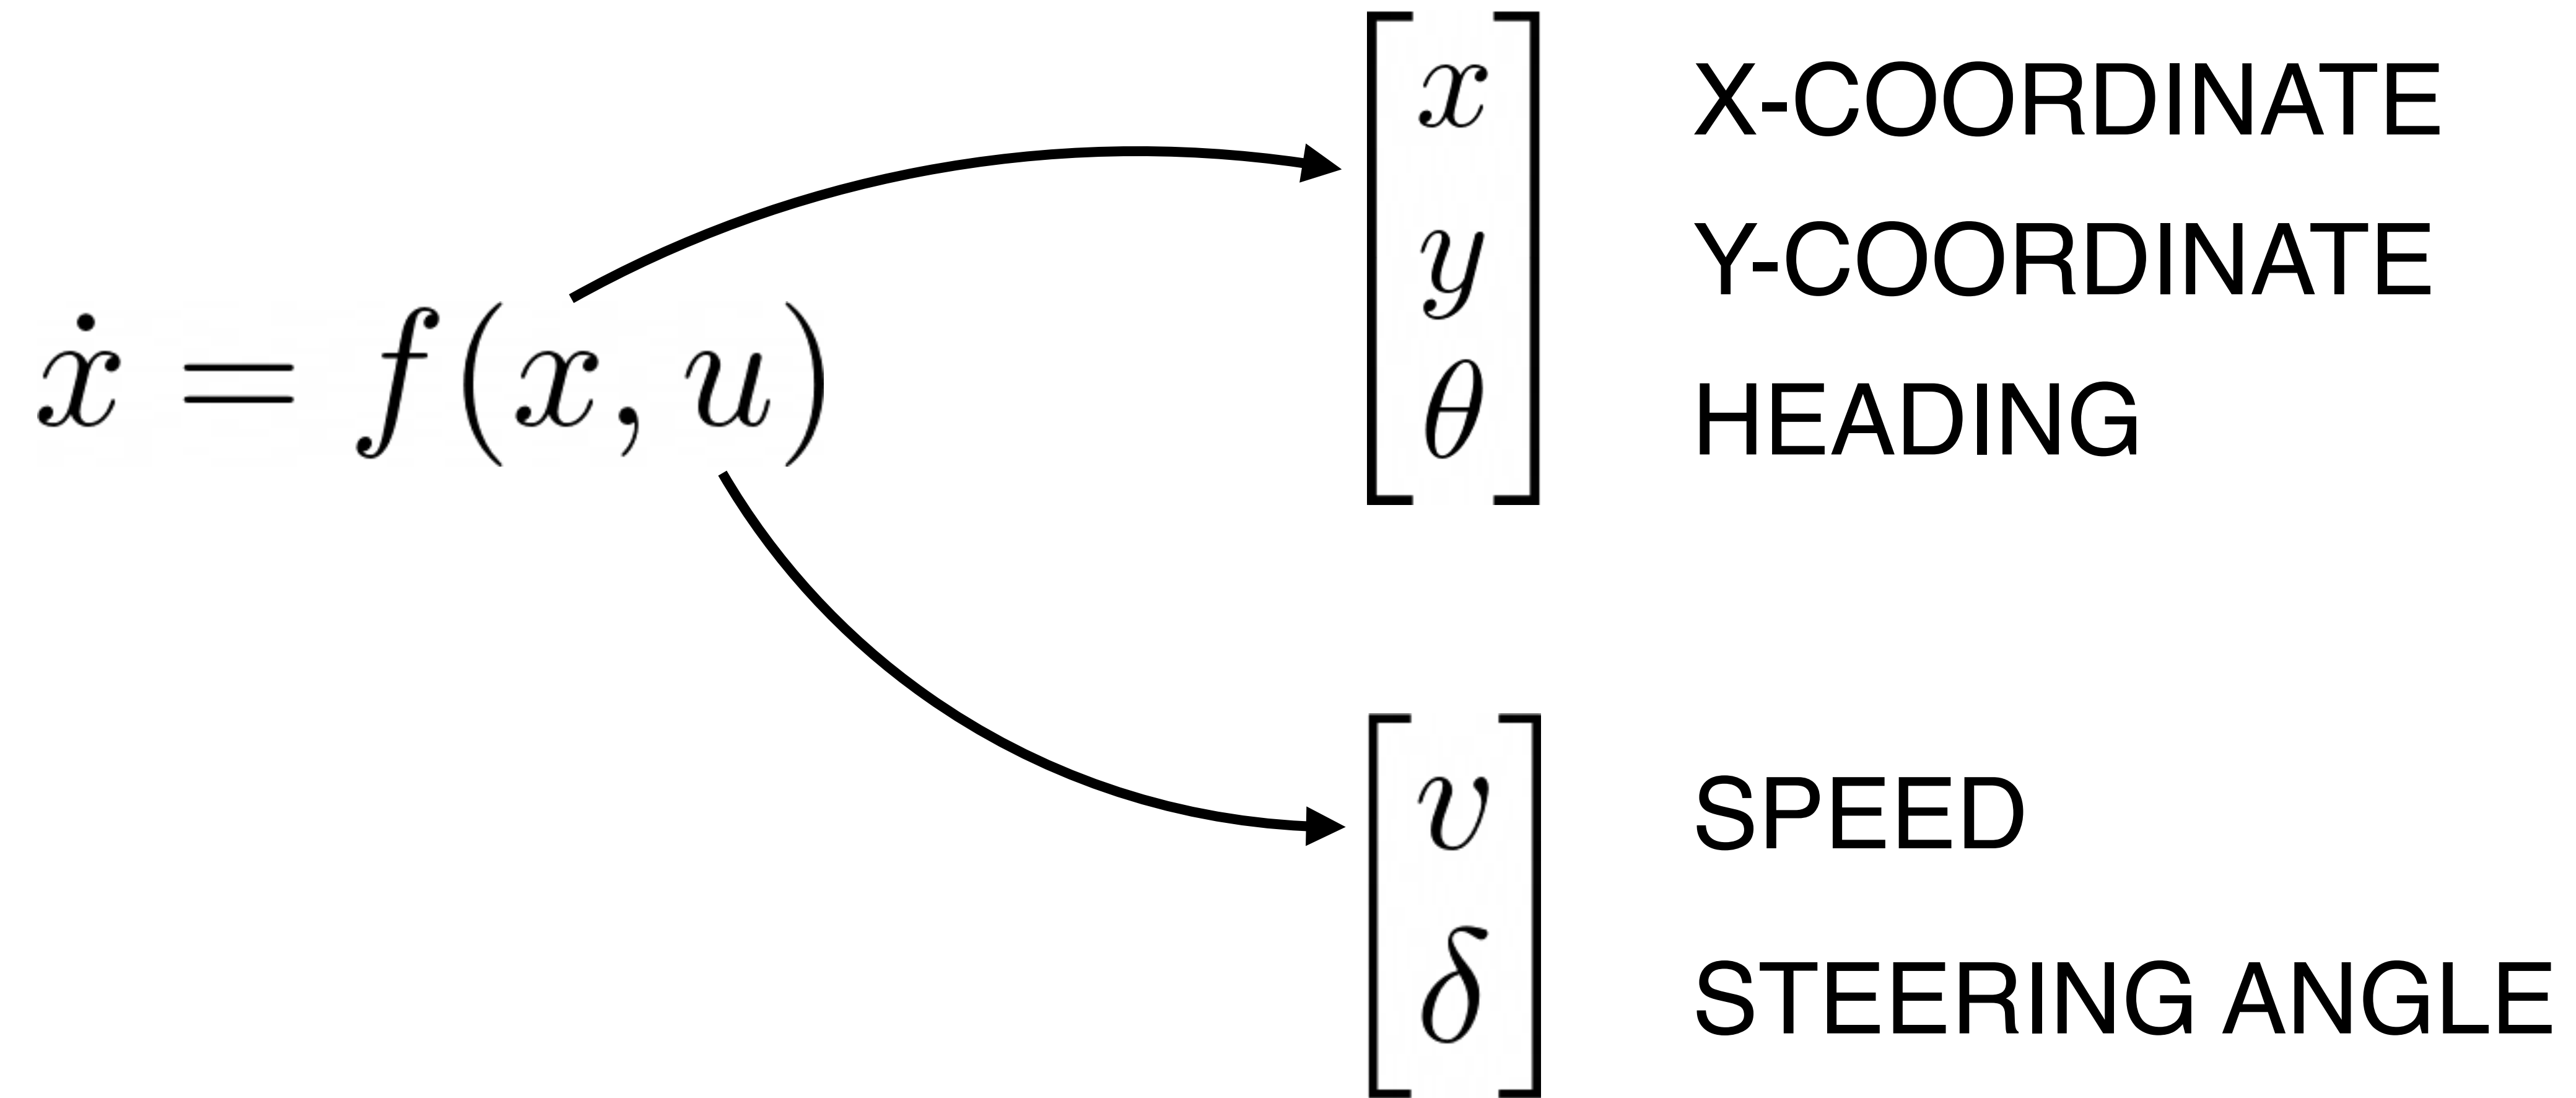 ẋ = f(x, u)
x X-COORDINATE
y Y-COORDINATE
θ HEADING
v SPEED
δ STEERING ANGLE